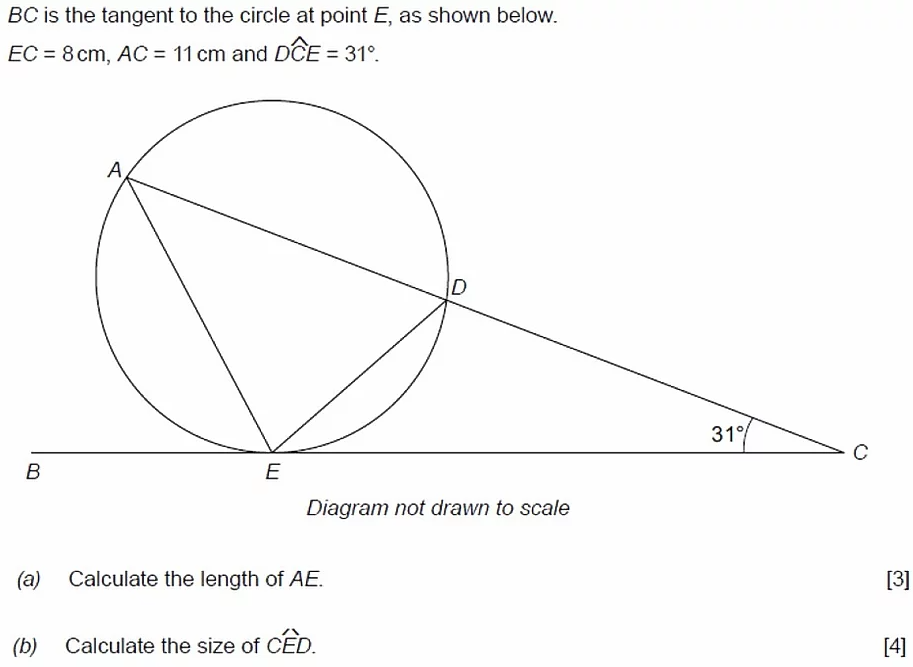 BC is the tangent to the circle at point E, as shown below.
EC = 8 cm, AC = 11 cm and DĈE = 31°.
A
D
31°
C
B
E
Diagram not drawn to scale
(a) Calculate the length of AE. [3]
(b) Calculate the size of CÊD. [4]